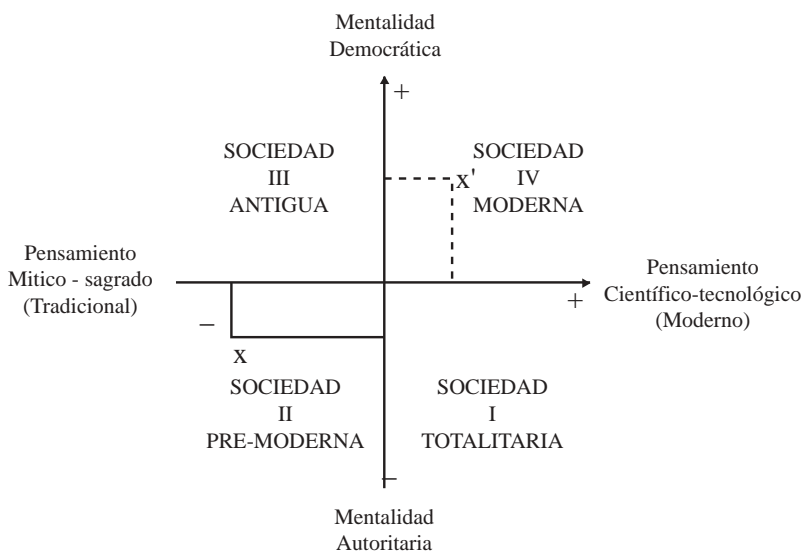 Mentalidad
Democrática
+
SOCIEDAD
III
ANTIGUA
SOCIEDAD
IV
MODERNA
x'
Pensamiento
Mitico - sagrado
(Tradicional)
Pensamiento
Científico-tecnológico
(Moderno)
+
–
x
SOCIEDAD
II
PRE-MODERNA
SOCIEDAD
I
TOTALITARIA
–
Mentalidad
Autoritaria